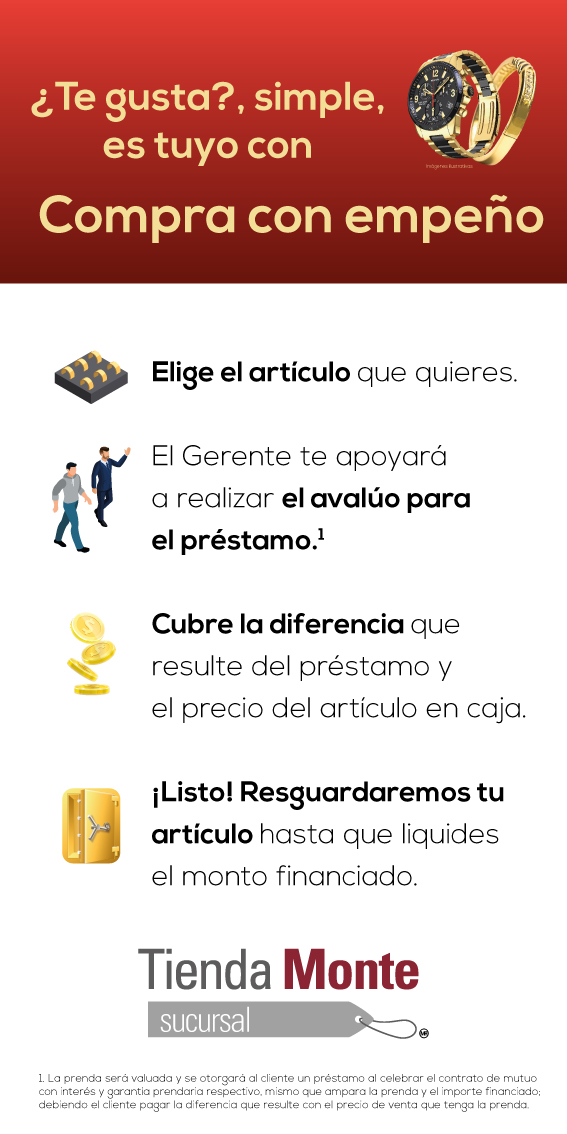 ¿Te gusta?, simple,
es tuyo con
Compra con empeño
Imágenes ilustrativas.
Elige el artículo que quieres.
El Gerente te apoyará
a realizar el avalúo para
el préstamo.¹
Cubre la diferencia que
resulte del préstamo y
el precio del artículo en caja.
¡Listo! Resguardaremos tu
artículo hasta que liquides
el monto financiado.
Tienda Monte
sucursal
MR
1. La prenda será valuada y se otorgará al cliente un préstamo al celebrar el contrato de mutuo
con interés y garantía prendaria respectivo, mismo que ampara la prenda y el importe financiado;
debiendo el cliente pagar la diferencia que resulte con el precio de venta que tenga la prenda.